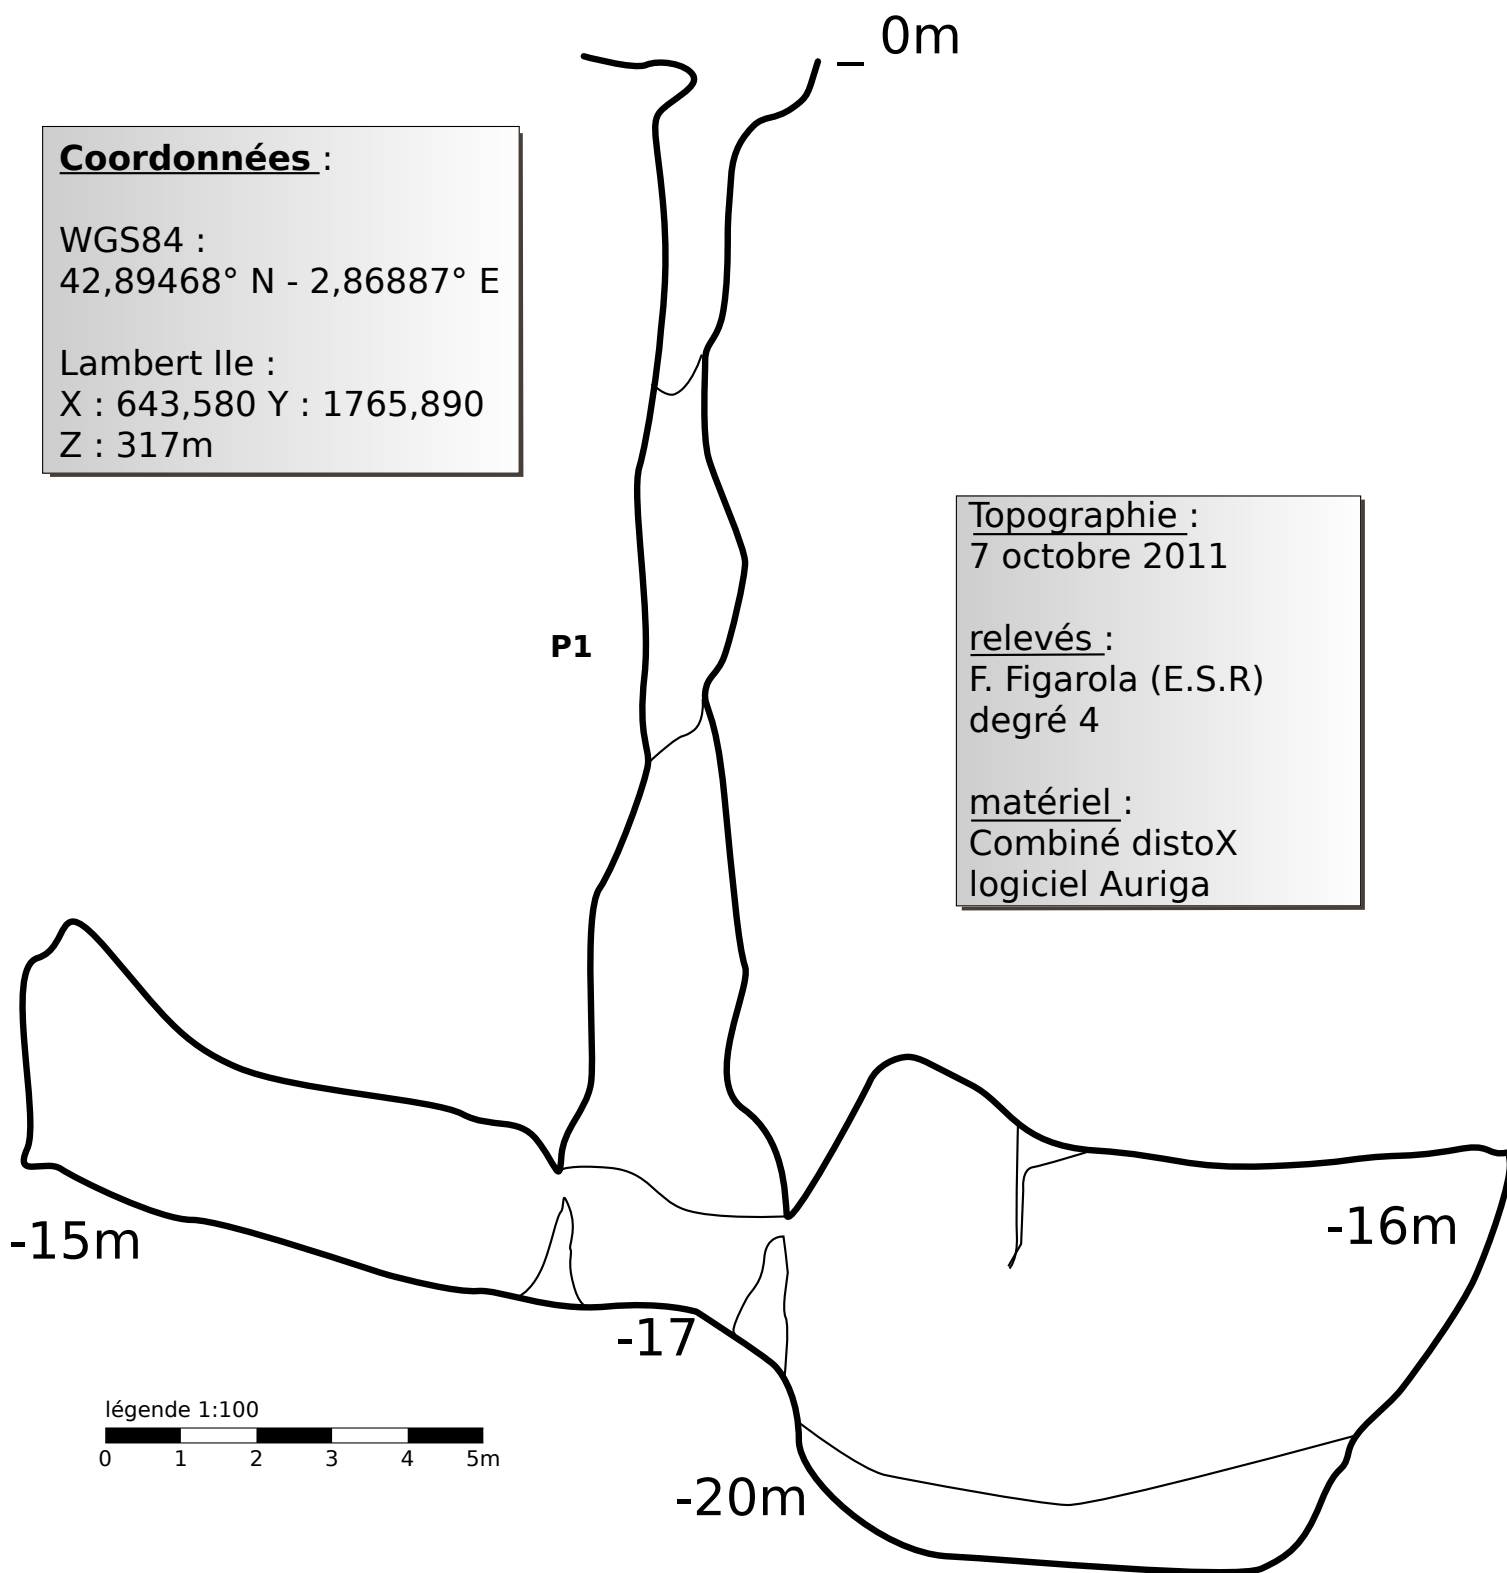 0m
Coordonnées :
WGS84 :
42,89468° N - 2,86887° E
Lambert IIe :
X : 643,580 Y : 1765,890
Z : 317m
Topographie :
7 octobre 2011
relevés :
F. Figarola (E.S.R)
degré 4
matériel :
Combiné distoX
logiciel Auriga
P1
-15m
-16m
-17
légende 1:100
0 1 2 3 4 5m
-20m